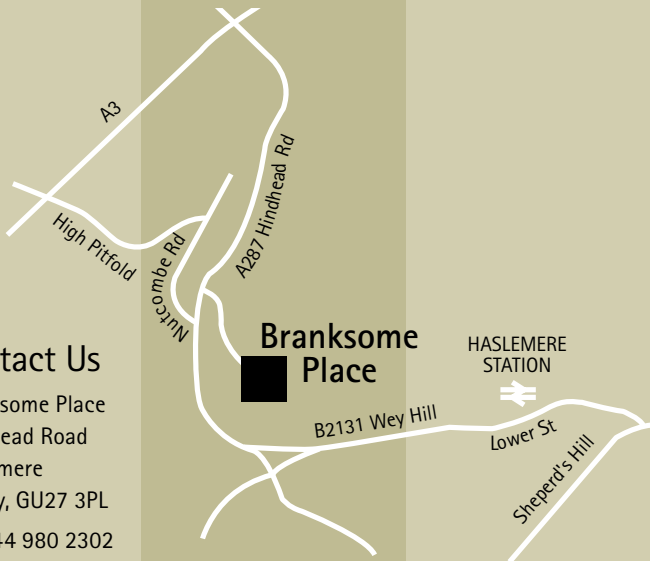 A3
High Pitfold
Nutcombe Rd
A287 Hindhead Rd
Branksome
Place
HASLEMERE
STATION
B2131 Wey Hill
Lower St
Sheperd's Hill
tact Us
some Place
ead Road
mere
y, GU27 3PL
44 980 2302